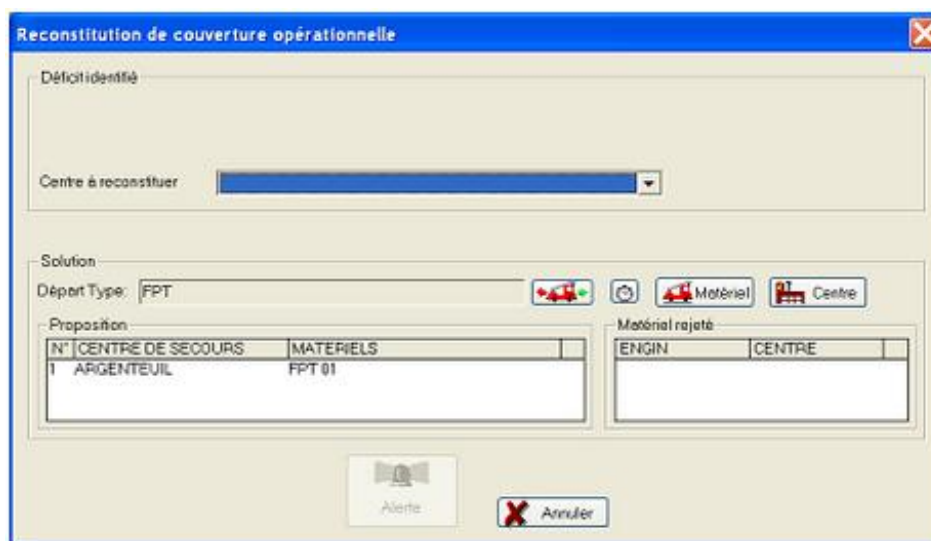 Reconstitution de couverture opérationnelle
Déficit identifié
Centre à reconstituer
Solution
Départ Type: FPT
Matériel
Centre
Proposition
Matériel rejeté
N° CENTRE DE SECOURS MATERIELS
ENGIN CENTRE
1 ARGENTEUIL FPT 01
Alerte
Annuler